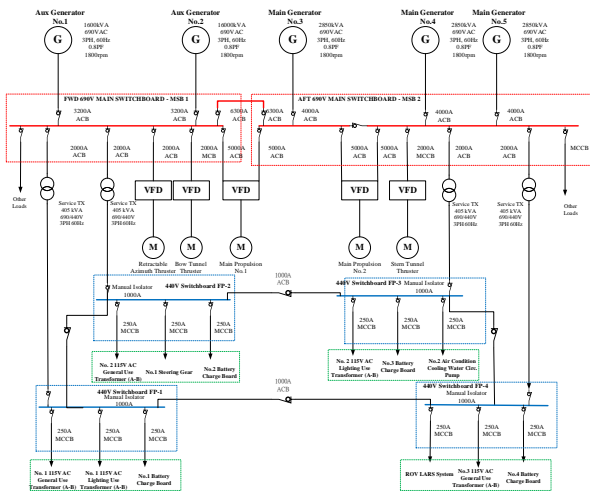 Aux Generator
No.1
G
1600kVA
690VAC
3PH, 60Hz
0.8PF
1800rpm
Aux Generator
No.2
G
16000kVA
690VAC
3PH, 60Hz
0.8PF
1800rpm
Main Generator
No.3
G
2850kVA
690VAC
3PH, 60Hz
0.8PF
1800rpm
Main Generator
No.4
G
2850kVA
690VAC
3PH, 60Hz
0.8PF
1800rpm
Main Generator
No.5
G
2850kVA
690VAC
3PH, 60Hz
0.8PF
1800rpm
FWD 690V MAIN SWITCHBOARD - MSB 1
AFT 690V MAIN SWITCHBOARD - MSB 2
3200A
ACB
3200A
ACB
6300A
ACB
6300A
ACB
4000A
ACB
4000A
ACB
4000A
ACB
2000A
ACB
2000A
ACB
2000A
ACB
2000A
MCB
5000A
ACB
5000A
ACB
5000A
ACB
2000A
MCCB
2000A
ACB
2000A
ACB
MCCB
Other
Loads
Service TX
405 kVA
690/440V
3PH 60Hz
Service TX
405 kVA
690/440V
3PH 60Hz
VFD
VFD
VFD
VFD
VFD
Service TX
405 kVA
690/440V
3PH 60Hz
Service TX
405 kVA
690/440V
3PH 60Hz
Other
Loads
M
M
M
M
M
Retractable
Azimuth Thruster
Bow Tunnel
Thruster
Main Propulsion
No.1
Main Propulsion
No.2
Stern Tunnel
Thruster
Manual Isolator
1000A
440V Switchboard FP-2
1000A
ACB
440V Switchboard FP-3
Manual Isolator
1000A
250A
MCCB
250A
MCCB
250A
MCCB
250A
MCCB
250A
MCCB
250A
MCCB
No. 2 115V AC
General Use
Transformer (A-B)
No.1 Steering Gear
No.2 Battery
Charge Board
No. 2 115V AC
Lighting Use
Transformer (A-B)
No.3 Battery
Charge Board
No.2 Air Condition
Cooling Water Circ.
Pump
440V Switchboard FP-1
Manual Isolator
1000A
1000A
ACB
440V Switchboard FP-4
Manual Isolator
1000A
250A
MCCB
250A
MCCB
250A
MCCB
250A
MCCB
250A
MCCB
250A
MCCB
No. 1 115V AC
General Use
Transformer (A-B)
No. 1 115V AC
Lighting Use
Transformer (A-B)
No.1 Battery
Charge Board
ROV LARS System
No.3 115V AC
General Use
Transformer (A-B)
No.4 Battery
Charge Board